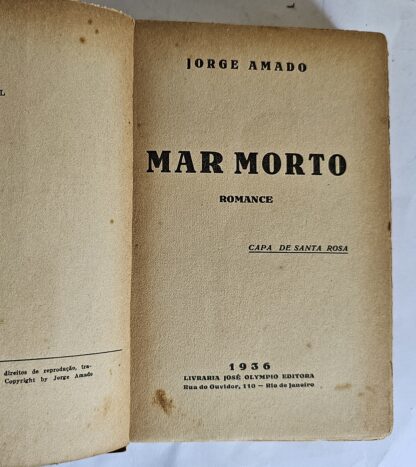 L
direitos de reprodução, tra-
Copyright by Jorge Amado
JORGE AMADO
MAR MORTO
ROMANCE
CAPA DE SANTA ROSA
1936
LIVRARIA JOSÉ OLYMPIO EDITORA
Rua do Ouvidor, 110 — Rio de Janeiro